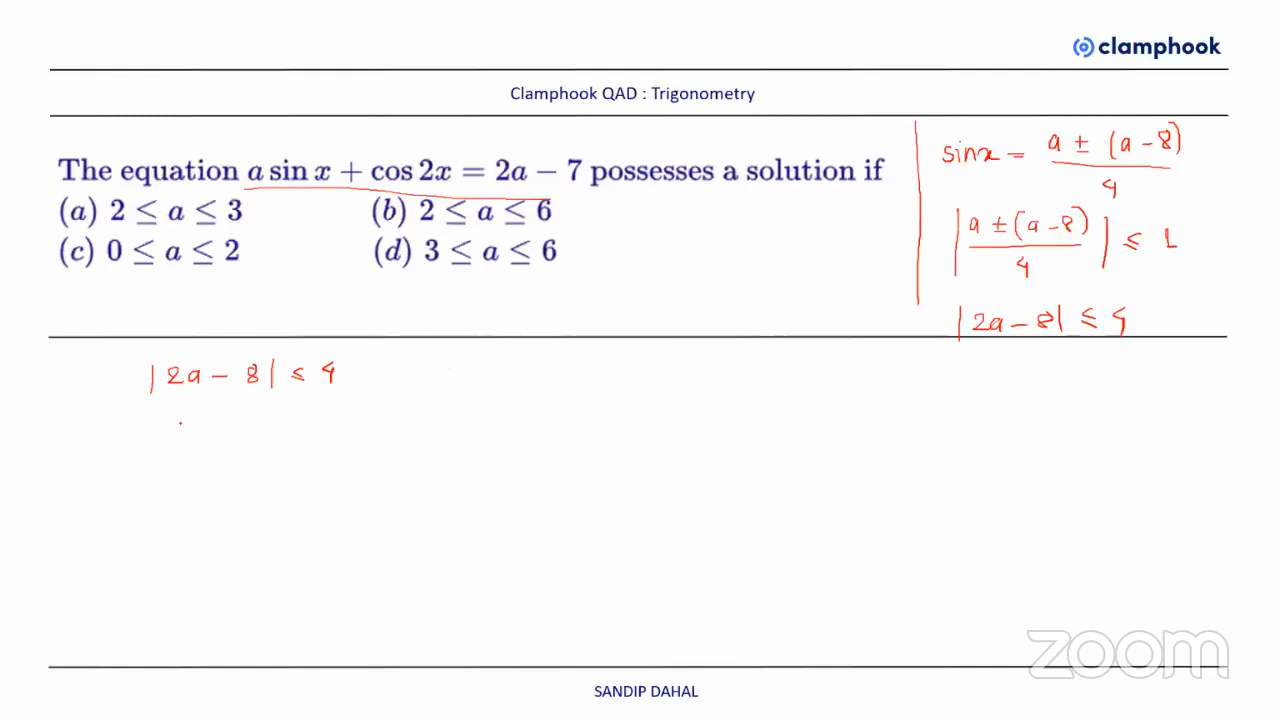 clamphook
Clamphook QAD : Trigonometry
The equation a sin x + cos 2x = 2a − 7 possesses a solution if
(a) 2 ≤ a ≤ 3 (b) 2 ≤ a ≤ 6
(c) 0 ≤ a ≤ 2 (d) 3 ≤ a ≤ 6
sinx = a ± (a - 8) / 4
| a ± (a - 8) / 4 | ≤ 1
|2a - 8| ≤ 4
|2a - 8| ≤ 4
zoom
SANDIP DAHAL